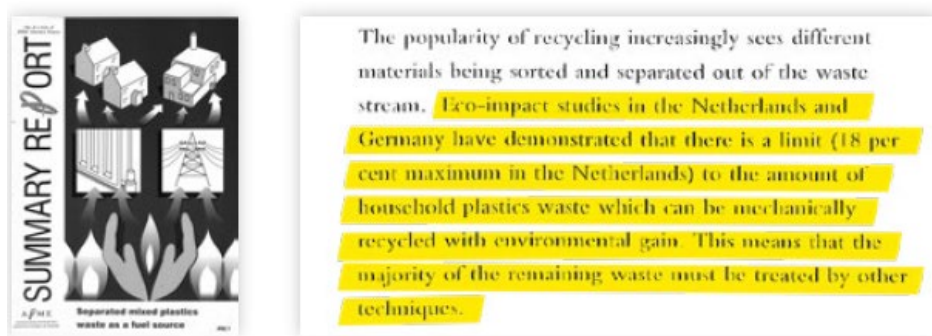 SUMMARY REPORT
APME
Separated mixed plastics
waste as a fuel source
The popularity of recycling increasingly sees different
materials being sorted and separated out of the waste
stream. Eco-impact studies in the Netherlands and
Germany have demonstrated that there is a limit (18 per
cent maximum in the Netherlands) to the amount of
household plastics waste which can be mechanically
recycled with environmental gain. This means that the
majority of the remaining waste must be treated by other
techniques.